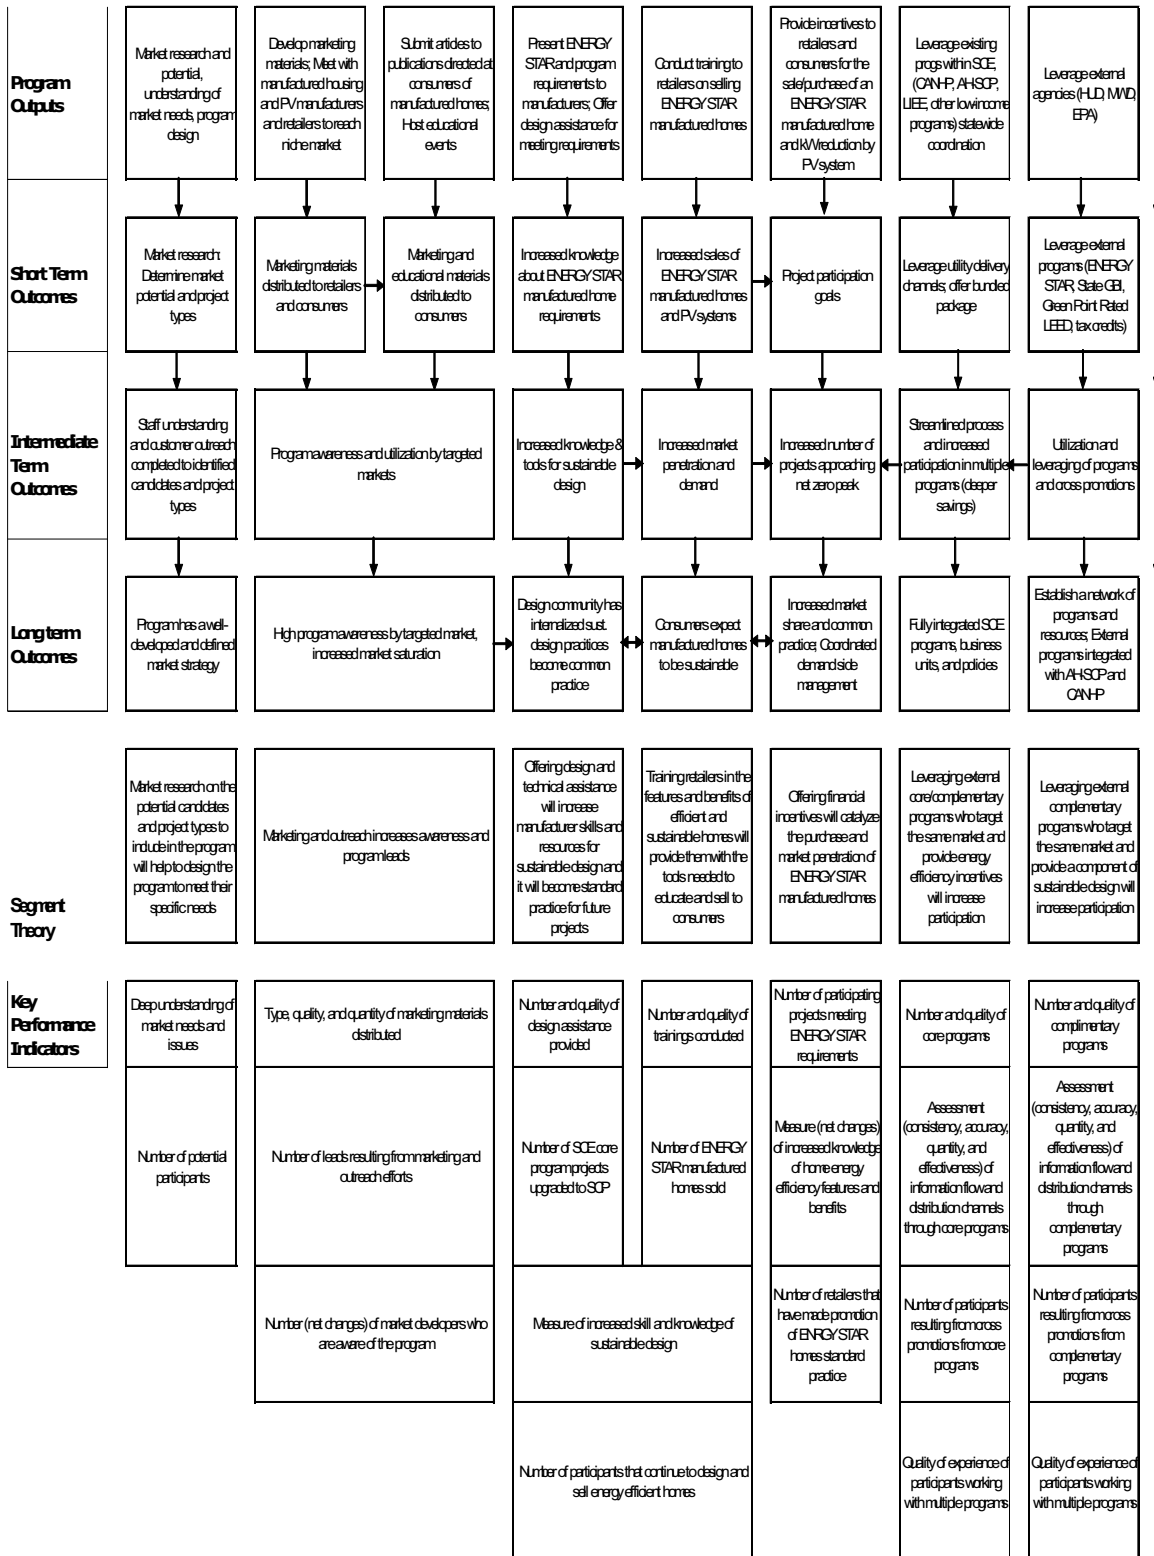 Program
Outputs
Market research and
potential,
understanding of
market needs, program
design
Develop marketing
materials; Meet with
manufactured housing
and PV manufacturers
and retailers to reach
niche market
Submit articles to
publications directed at
consumers of
manufactured homes;
Host educational
events
Present ENERGY
STAR and program
requirements to
manufacturers; Offer
design assistance for
meeting requirements
Conduct training to
retailers on selling
ENERGY STAR
manufactured homes
Provide incentives to
retailers and
consumers for the
sale/purchase of an
ENERGY STAR
manufactured home
and kW reduction by
PV system
Leverage existing
progs within SCE,
(CANHP, AH-SCP,
LIEE, other low income
programs) statewide
coordination
Leverage external
agencies (HUD, MWD,
EPA)
Short Term
Outcomes
Market research:
Determine market
potential and project
types
Marketing materials
distributed to retailers
and consumers
Marketing and
educational materials
distributed to
consumers
Increased knowledge
about ENERGY STAR
manufactured home
requirements
Increased sales of
ENERGY STAR
manufactured homes
and PV systems
Project participation
goals
Leverage utility delivery
channels; offer bundled
package
Leverage external
programs (ENERGY
STAR, State GBI,
Green Point Rated
LEED, tax credits)
Intermediate
Term
Outcomes
Staff understanding
and customer outreach
completed to identified
candidates and project
types
Program awareness and utilization by targeted
markets
Increased knowledge &
tools for sustainable
design
Increased market
penetration and
demand
Increased number of
projects approaching
net zero peak
Streamlined process
and increased
participation in multiple
programs (deeper
savings)
Utilization and
leveraging of programs
and cross promotions
Long term
Outcomes
Program has a well-
developed and defined
market strategy
High program awareness by targeted market,
increased market saturation
Design community has
internalized sust.
design pracitices
become common
practice
Consumers expect
manufactured homes
to be sustainable
Increased market
share and common
practice; Coordinated
demand side
management
Fully integrated SCE
programs, business
units, and policies
Establish a network of
programs and
resources; External
programs integrated
with AH-SCP and
CANHP
Segment
Theory
Market research on the
potential candidates
and project types to
include in the program
will help to design the
program to meet their
specific needs
Marketing and outreach increases awareness and
program leads
Offering design and
technical assistance
will increase
manufacturer skills and
resources for
sustainable design and
it will become standard
practice for future
projects
Training retailers in the
features and benefits of
efficient and
sustainable homes will
provide them with the
tools needed to
educate and sell to
consumers
Offering financial
incentives will catalyze
the purchase and
market penetration of
ENERGY STAR
manufactured homes
Leveraging external
core/complementary
programs who target
the same market and
provide energy
efficiency incentives
will increase
participation
Leveraging external
complementary
programs who target
the same market and
provide a component of
sustainable design will
increase participation
Key
Performance
Indicators
Deep understanding of
market needs and
issues
Type, quality, and quantity of marketing materials
distributed
Number and quality of
design assistance
provided
Number and quality of
trainings conducted
Number of participating
projects meeting
ENERGY STAR
requirements
Number and quality of
core programs
Number and quality of
complimentary
programs
Number of potential
participants
Number of leads resulting from marketing and
outreach efforts
Number of SCE core
program projects
upgraded to SCP
Number of ENERGY
STAR manufactured
homes sold
Measure (net changes)
of increased knowledge
of home energy
efficiency features and
benefits
Assessment
(consistency, accuracy,
quantity, and
effectiveness) of
information flow and
distribution channels
through core programs
Assessment
(consistency, accuracy,
quantity, and
effectiveness) of
information flow and
distribution channels
through
complementary
programs
Number (net changes) of market developers who
are aware of the program
Measure of increased skill and knowledge of
sustainable design
Number of retailers that
have made promotion
of ENRGY STAR
homes standard
practice
Number of participants
resulting from cross
promotions from core
programs
Number of participants
resulting from cross
promotions from
complementary
programs
Number of participants that continue to design and
sell energy efficient homes
Quality of experience of
participants working
with multiple programs
Quality of experience of
participants working
with multiple programs